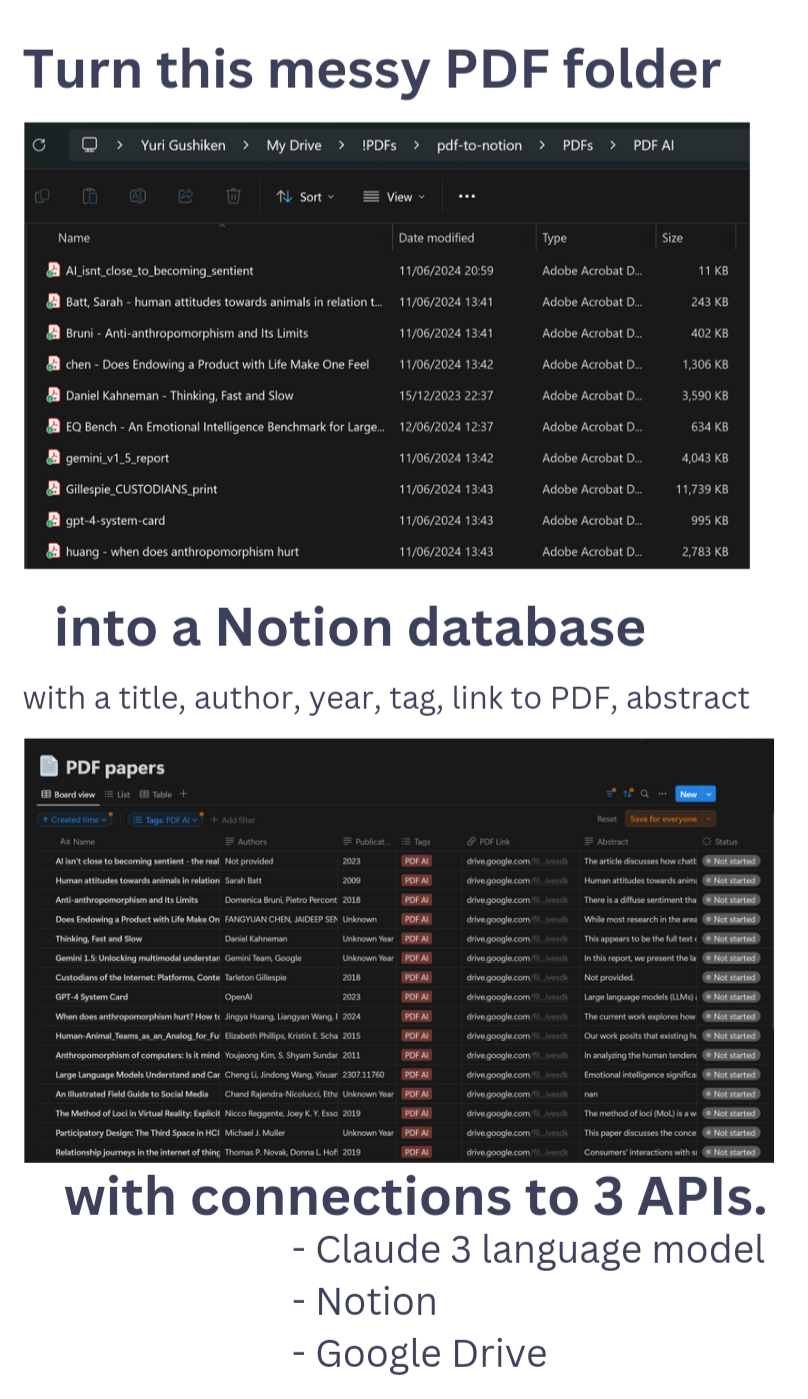 Turn this messy PDF folder
Yuri Gushiken > My Drive > !PDFs > pdf-to-notion > PDFs > PDF AI
Sort View ...
Name Date modified Type Size
AI_isnt_close_to_becoming_sentient 11/06/2024 20:59 Adobe Acrobat D... 11 KB
Batt, Sarah - human attitudes towards animals in relation t... 11/06/2024 13:41 Adobe Acrobat D... 243 KB
Bruni - Anti-anthropomorphism and Its Limits 11/06/2024 13:41 Adobe Acrobat D... 402 KB
chen - Does Endowing a Product with Life Make One Feel 11/06/2024 13:42 Adobe Acrobat D... 1,306 KB
Daniel Kahneman - Thinking, Fast and Slow 15/12/2023 22:37 Adobe Acrobat D... 3,590 KB
EQ Bench - An Emotional Intelligence Benchmark for Large... 12/06/2024 12:37 Adobe Acrobat D... 634 KB
gemini_v1_5_report 11/06/2024 13:42 Adobe Acrobat D... 4,043 KB
Gillespie_CUSTODIANS_print 11/06/2024 13:43 Adobe Acrobat D... 11,739 KB
gpt-4-system-card 11/06/2024 13:43 Adobe Acrobat D... 995 KB
huang - when does anthropomorphism hurt 11/06/2024 13:43 Adobe Acrobat D... 2,783 KB
into a Notion database
with a title, author, year, tag, link to PDF, abstract
PDF papers
Board view List Table + ... New
Created time Tags: PDF AI + Add filter Reset Save for everyone
Aa Name Authors Publicat... Tags PDF Link Abstract Status
AI isn't close to becoming sentient - the real Not provided 2023 PDF AI drive.google.com/fil...ivesdk The article discusses how chatb Not started
Human attitudes towards animals in relation Sarah Batt 2009 PDF AI drive.google.com/fil...ivesdk Human attitudes towards anima Not started
Anti-anthropomorphism and Its Limits Domenica Bruni, Pietro Percont 2018 PDF AI drive.google.com/fil...ivesdk There is a diffuse sentiment tha Not started
Does Endowing a Product with Life Make On FANGYUAN CHEN, JAIDEEP SEN Unknown PDF AI drive.google.com/fil...ivesdk While most research in the area Not started
Thinking, Fast and Slow Daniel Kahneman Unknown Year PDF AI drive.google.com/fil...ivesdk This appears to be the full text o Not started
Gemini 1.5: Unlocking multimodal understan Gemini Team, Google Unknown Year PDF AI drive.google.com/fil...ivesdk In this report, we present the la Not started
Custodians of the Internet: Platforms, Conte Tarleton Gillespie 2018 PDF AI drive.google.com/fil...ivesdk Not provided. Not started
GPT-4 System Card OpenAI 2023 PDF AI drive.google.com/fil...ivesdk Large language models (LLMs) a Not started
When does anthropomorphism hurt? How to Jingya Huang, Liangyan Wang, 2024 PDF AI drive.google.com/fil...ivesdk The current work explores how Not started
Human-Animal_Teams_as_an_Analog_for_Fu Elizabeth Phillips, Kristin E. Scha 2015 PDF AI drive.google.com/fil...ivesdk Our work posits that existing hu Not started
Anthropomorphism of computers: Is it mind Youjeong Kim, S. Shyam Sundar 2011 PDF AI drive.google.com/fil...ivesdk In analyzing the human tendenc Not started
Large Language Models Understand and Car Cheng Li, Jindong Wang, Yixuar 2307.11760 PDF AI drive.google.com/fil...ivesdk Emotional intelligence significa Not started
An Illustrated Field Guide to Social Media Chand Rajendra-Nicolucci, Etha Unknown Year PDF AI drive.google.com/fil...ivesdk nan Not started
The Method of Loci in Virtual Reality: Explicit Nicco Reggente, Joey K. Y. Esso 2019 PDF AI drive.google.com/fil...ivesdk The method of loci (MoL) is a w Not started
Participatory Design: The Third Space in HCI Michael J. Muller Unknown Year PDF AI drive.google.com/fil...ivesdk This paper discusses the conce Not started
Relationship journeys in the internet of thing Thomas P. Novak, Donna L. Hof 2019 PDF AI drive.google.com/fil...ivesdk Consumers' interactions with s Not started
with connections to 3 APIs.
- Claude 3 language model
- Notion
- Google Drive